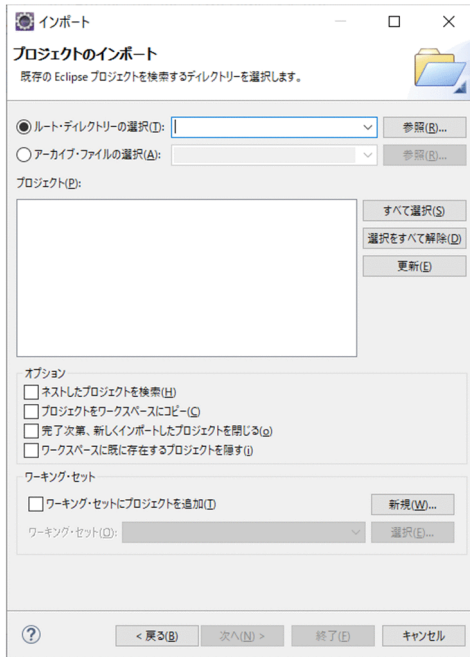 インポート
プロジェクトのインポート
既存の Eclipse プロジェクトを検索するディレクトリーを選択します。
ルート・ディレクトリーの選択(T): 参照(R)...
アーカイブ・ファイルの選択(A): 参照(R)...
プロジェクト(P):
すべて選択(S)
選択をすべて解除(D)
更新(E)
オプション
ネストしたプロジェクトを検索(H)
プロジェクトをワークスペースにコピー(C)
完了次第、新しくインポートしたプロジェクトを閉じる(o)
ワークスペースに既に存在するプロジェクトを隠す(i)
ワーキング・セット
ワーキング・セットにプロジェクトを追加(T) 新規(W)...
ワーキング・セット(O): 選択(E)...
? < 戻る(B) 次へ(N) > 終了(F) キャンセル